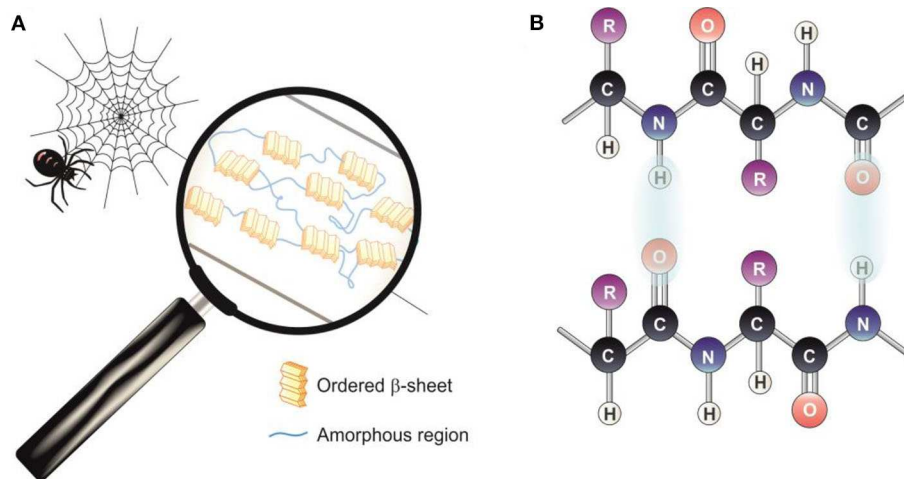 A
B
Ordered β-sheet
Amorphous region
R O H
H
C N C C N C
H H R O
O R H
R
C C N C C N
H H H O